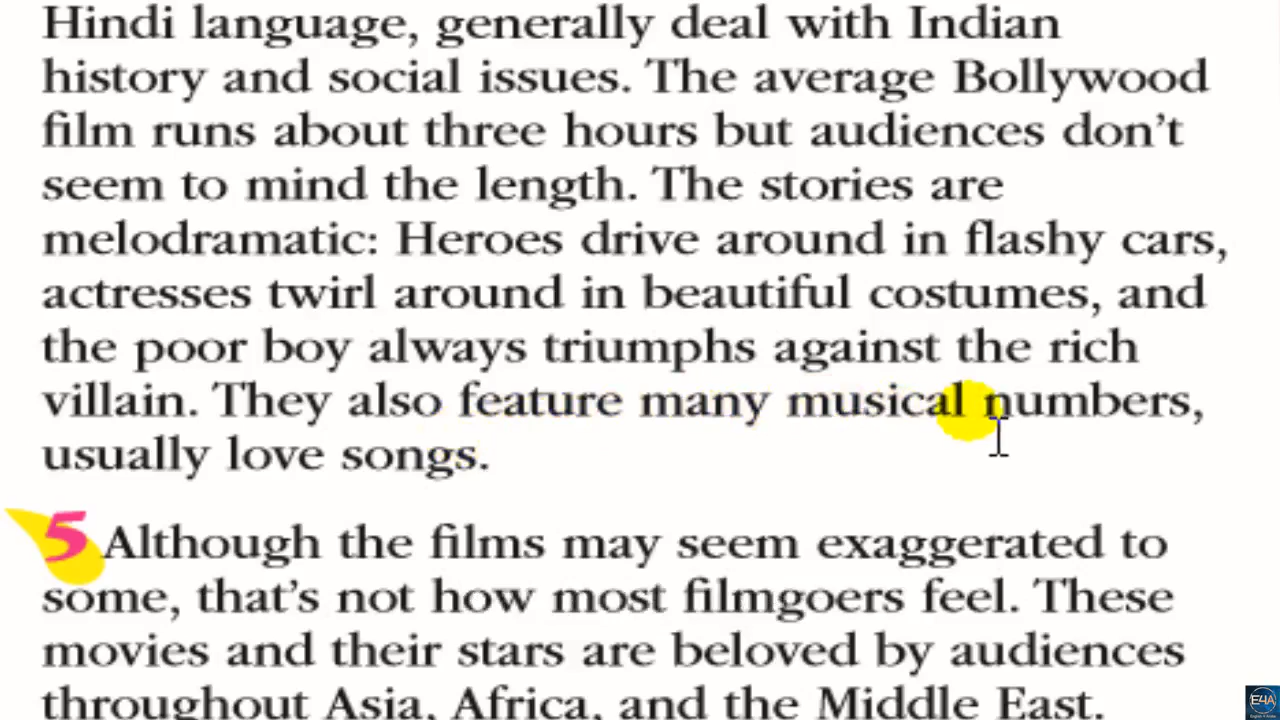 Hindi language, generally deal with Indian
history and social issues. The average Bollywood
film runs about three hours but audiences don't
seem to mind the length. The stories are
melodramatic: Heroes drive around in flashy cars,
actresses twirl around in beautiful costumes, and
the poor boy always triumphs against the rich
villain. They also feature many musical numbers,
usually love songs.
5 Although the films may seem exaggerated to
some, that's not how most filmgoers feel. These
movies and their stars are beloved by audiences
throughout Asia, Africa, and the Middle East.
E4A